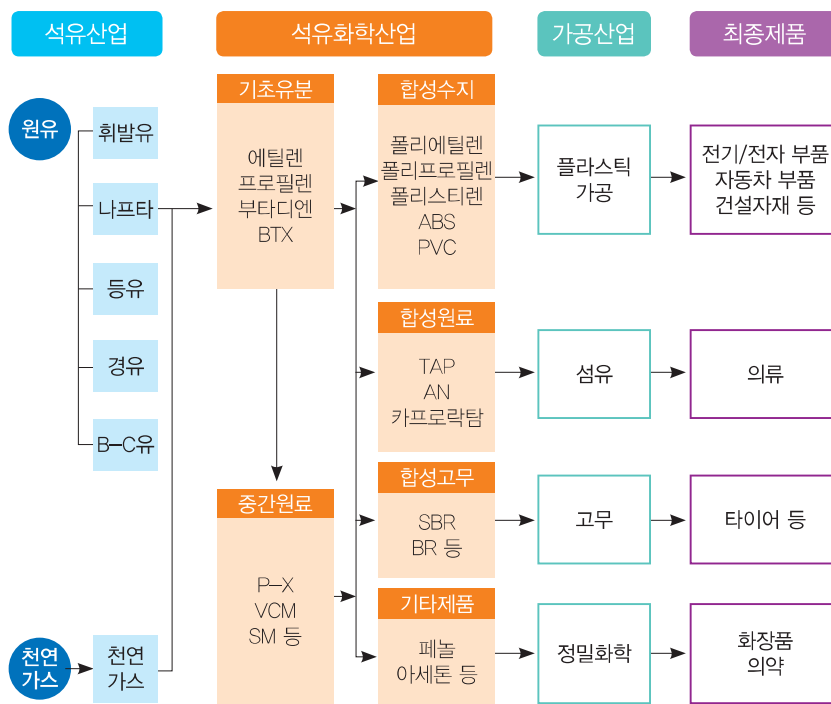 석유산업
석유화학산업
가공산업
최종제품
원유
휘발유
나프타
등유
경유
B-C유
천연
가스
천연
가스
기초유분
에틸렌
프로필렌
부타디엔
BTX
중간원료
P-X
VCM
SM 등
합성수지
폴리에틸렌
폴리프로필렌
폴리스티렌
ABS
PVC
합성원료
TAP
AN
카프로락탐
합성고무
SBR
BR 등
기타제품
페놀
아세톤 등
플라스틱
가공
섬유
고무
정밀화학
전기/전자 부품
자동차 부품
건설자재 등
의류
타이어 등
화장품
의약